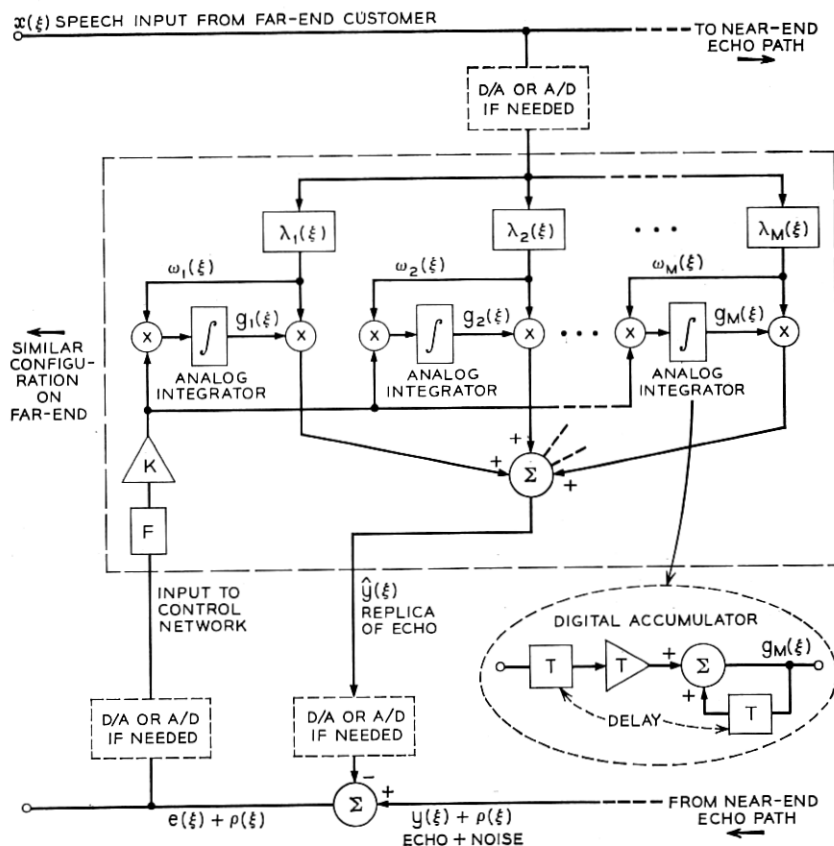 x(ξ) SPEECH INPUT FROM FAR-END CUSTOMER
TO NEAR-END
ECHO PATH
D/A OR A/D
IF NEEDED
λ1(ξ)
λ2(ξ)
• • •
λM(ξ)
ω1(ξ)
ω2(ξ)
ωM(ξ)
X
∫
g1(ξ)
X
X
∫
g2(ξ)
X
• • •
X
∫
gM(ξ)
X
SIMILAR
CONFIGU-
RATION
ON
FAR-END
ANALOG
INTEGRATOR
ANALOG
INTEGRATOR
ANALOG
INTEGRATOR
K
+
+
Σ
+
F
INPUT TO
CONTROL
NETWORK
ŷ(ξ)
REPLICA
OF ECHO
DIGITAL ACCUMULATOR
T
T
+
Σ
+
gM(ξ)
T
DELAY
D/A OR A/D
IF NEEDED
D/A OR A/D
IF NEEDED
-
Σ
+
e(ξ) + ρ(ξ)
y(ξ) + ρ(ξ)
ECHO + NOISE
FROM NEAR-END
ECHO PATH